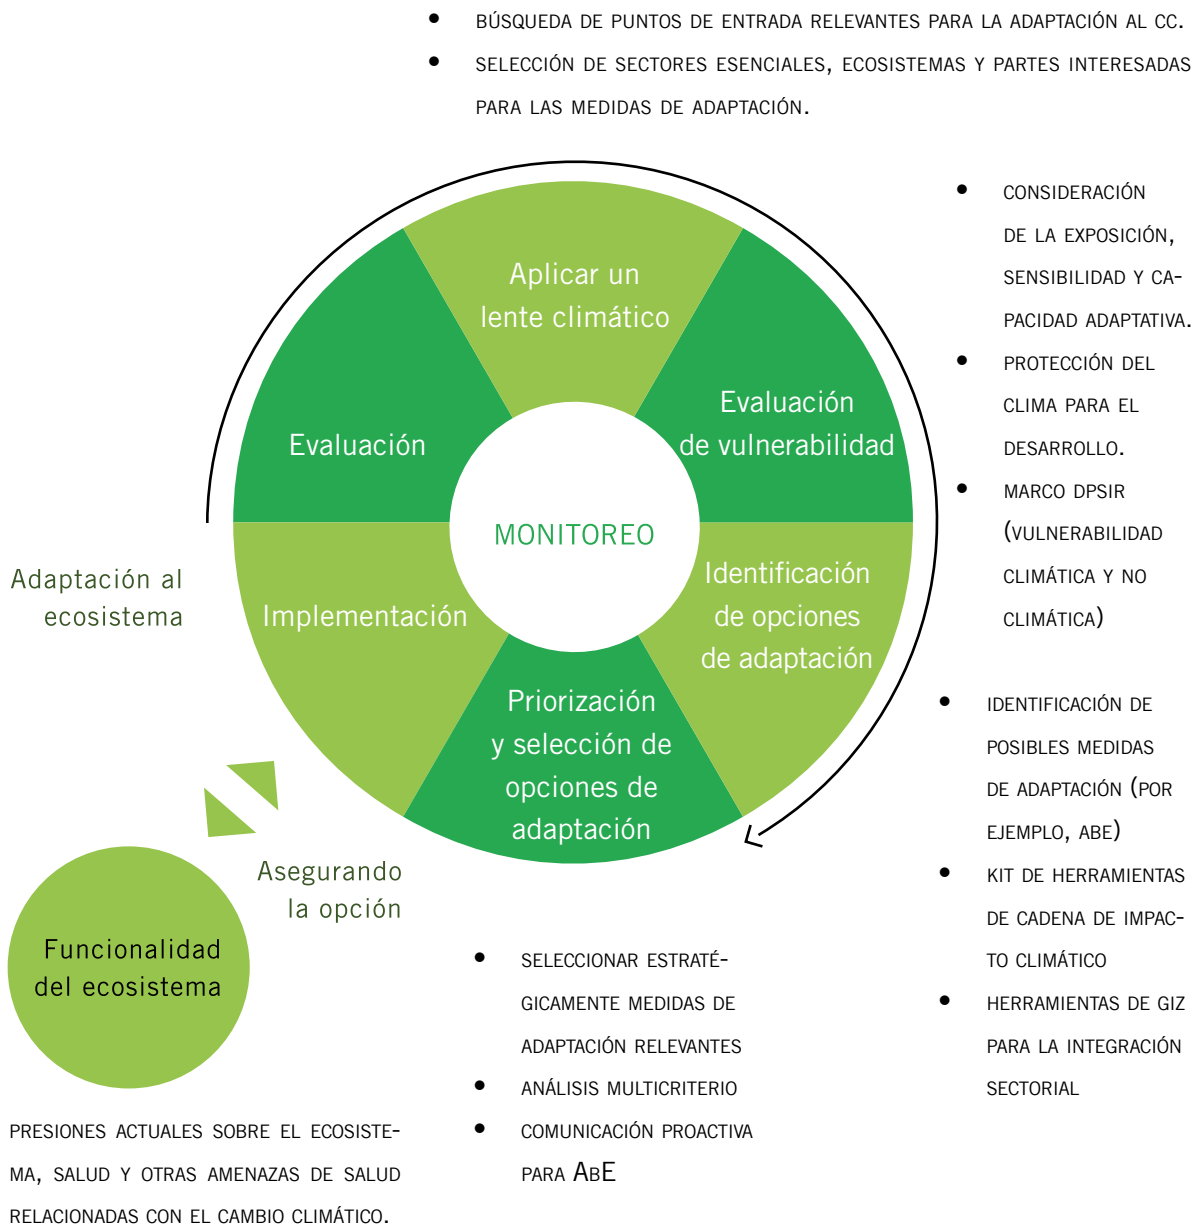 • BÚSQUEDA DE PUNTOS DE ENTRADA RELEVANTES PARA LA ADAPTACIÓN AL CC.
• SELECCIÓN DE SECTORES ESENCIALES, ECOSISTEMAS Y PARTES INTERESADAS
PARA LAS MEDIDAS DE ADAPTACIÓN.
Aplicar un
lente climático
Evaluación
de vulnerabilidad
Identificación
de opciones
de adaptación
Priorización
y selección de
opciones de
adaptación
Implementación
Evaluación
MONITOREO
• CONSIDERACIÓN
DE LA EXPOSICIÓN,
SENSIBILIDAD Y CA-
PACIDAD ADAPTATIVA.
• PROTECCIÓN DEL
CLIMA PARA EL
DESARROLLO.
• MARCO DPSIR
(VULNERABILIDAD
CLIMÁTICA Y NO
CLIMÁTICA)
• IDENTIFICACIÓN DE
POSIBLES MEDIDAS
DE ADAPTACIÓN (POR
EJEMPLO, ABE)
• KIT DE HERRAMIENTAS
DE CADENA DE IMPAC-
TO CLIMÁTICO
• HERRAMIENTAS DE GIZ
PARA LA INTEGRACIÓN
SECTORIAL
• SELECCIONAR ESTRATÉ-
GICAMENTE MEDIDAS DE
ADAPTACIÓN RELEVANTES
• ANÁLISIS MULTICRITERIO
• COMUNICACIÓN PROACTIVA
PARA ABE
Adaptación al
ecosistema
Asegurando
la opción
Funcionalidad
del ecosistema
PRESIONES ACTUALES SOBRE EL ECOSISTE-
MA, SALUD Y OTRAS AMENAZAS DE SALUD
RELACIONADAS CON EL CAMBIO CLIMÁTICO.